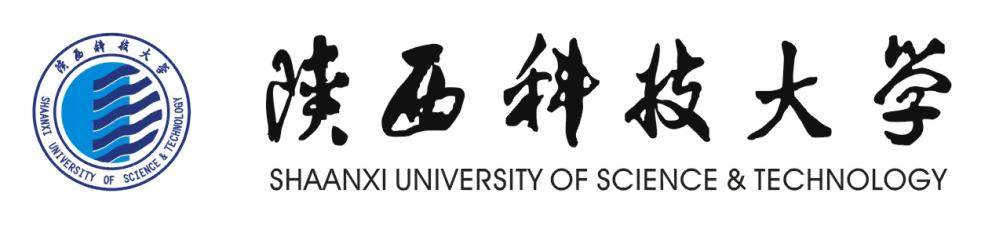 陕西科技大学
SHAANXI UNIVERSITY OF SCIENCE & TECHNOLOGY
陕西科技大学
SHAANXI UNIVERSITY OF SCIENCE & TECHNOLOGY